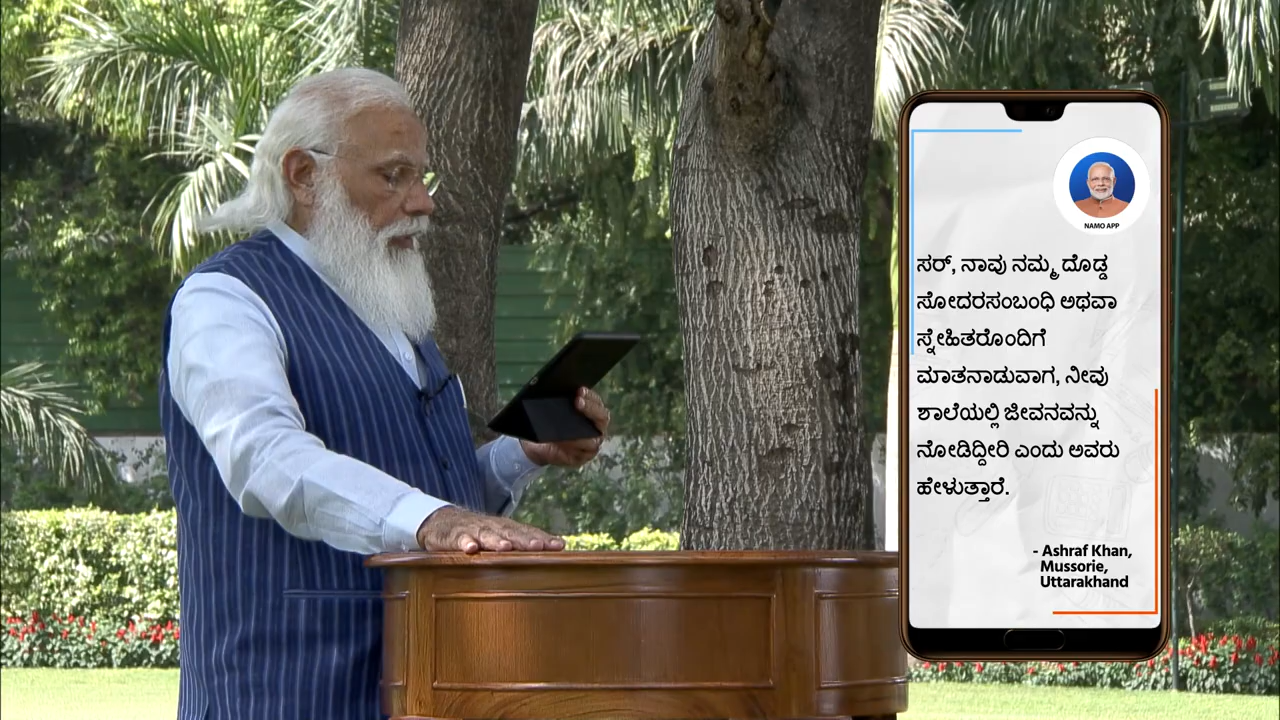 NAMO APP
ಸರ್, ನಾವು ನಮ್ಮ ದೊಡ್ಡ
ಸೋದರಸಂಬಂಧಿ ಅಥವಾ
ಸ್ನೇಹಿತರೊಂದಿಗೆ
ಮಾತನಾಡುವಾಗ, ನೀವು
ಶಾಲೆಯಲ್ಲಿ ಜೀವನವನ್ನು
ನೋಡಿದ್ದೀರಿ ಎಂದು ಅವರು
ಹೇಳುತ್ತಾರೆ.
- Ashraf Khan,
Mussorie,
Uttarakhand